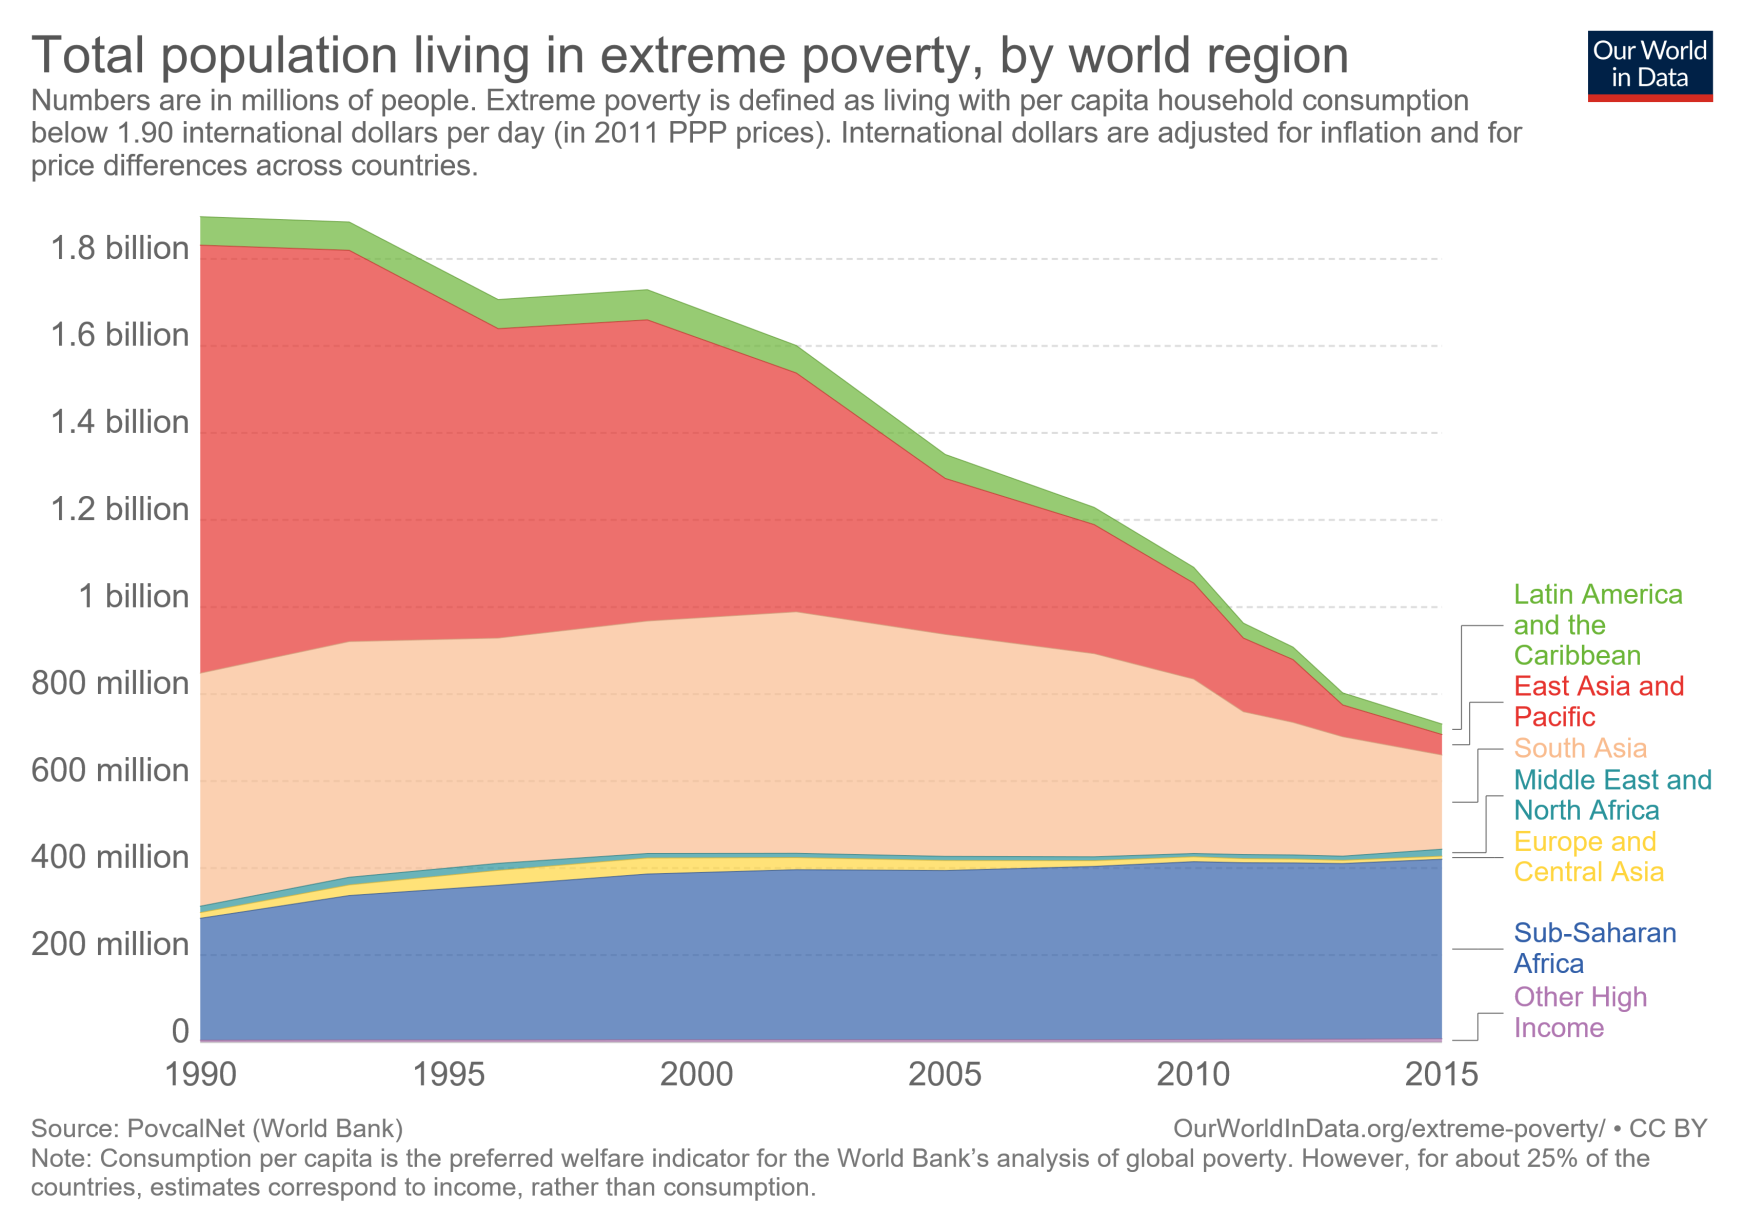 Total population living in extreme poverty, by world region
Our World
in Data
Numbers are in millions of people. Extreme poverty is defined as living with per capita household consumption
below 1.90 international dollars per day (in 2011 PPP prices). International dollars are adjusted for inflation and for
price differences across countries.
1.8 billion
1.6 billion
1.4 billion
1.2 billion
1 billion
800 million
600 million
400 million
200 million
0
1990
1995
2000
2005
2010
2015
Latin America
and the
Caribbean
East Asia and
Pacific
South Asia
Middle East and
North Africa
Europe and
Central Asia
Sub-Saharan
Africa
Other High
Income
Source: PovcalNet (World Bank)
OurWorldInData.org/extreme-poverty/ • CC BY
Note: Consumption per capita is the preferred welfare indicator for the World Bank’s analysis of global poverty. However, for about 25% of the
countries, estimates correspond to income, rather than consumption.